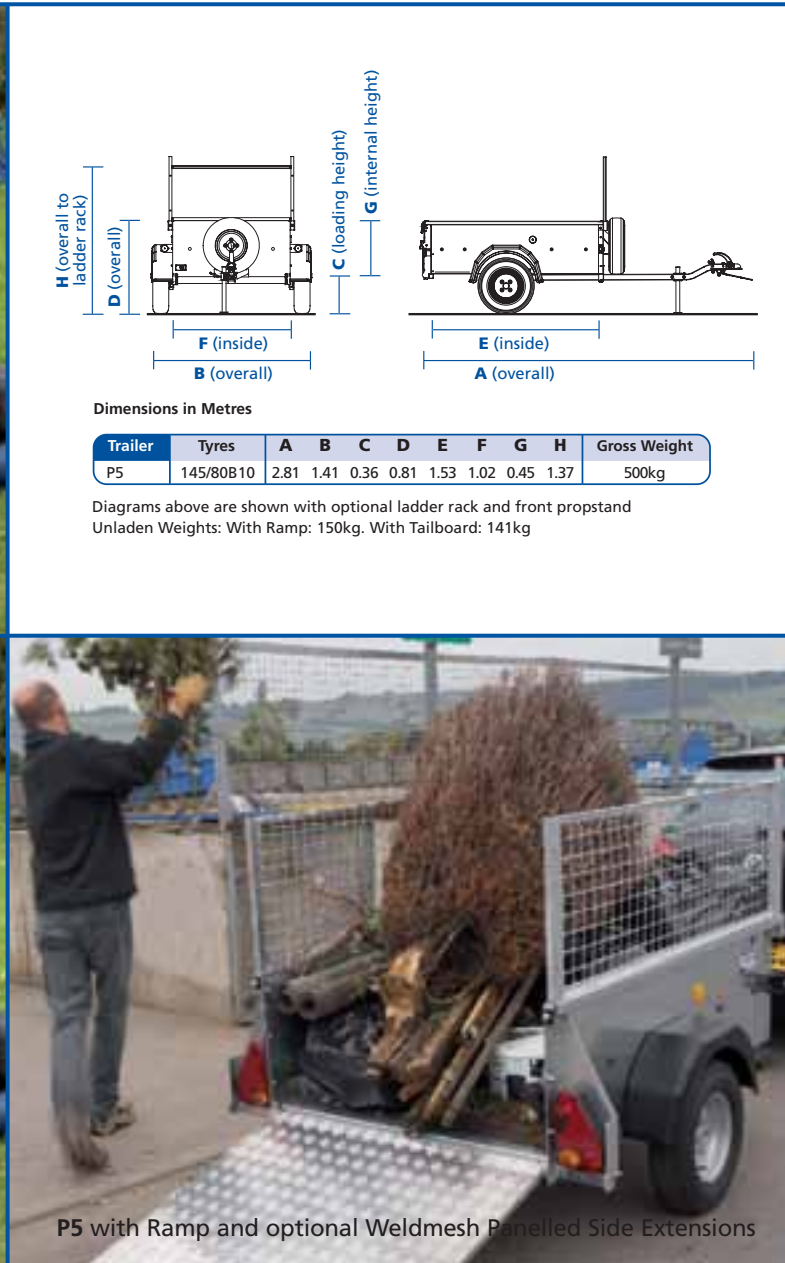 H (overall to
ladder rack)
D (overall)
C (loading height)
G (internal height)
F (inside)
B (overall)
E (inside)
A (overall)
Dimensions in Metres
Trailer Tyres A B C D E F G H Gross Weight
P5 145/80B10 2.81 1.41 0.36 0.81 1.53 1.02 0.45 1.37 500kg
Diagrams above are shown with optional ladder rack and front propstand
Unladen Weights: With Ramp: 150kg. With Tailboard: 141kg
P5 with Ramp and optional Weldmesh Panelled Side Extensions